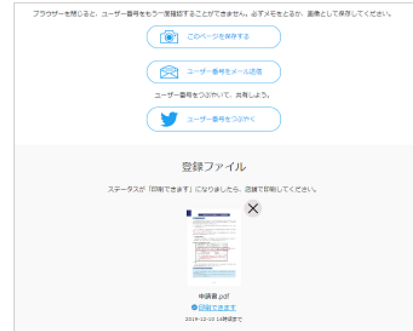 ブラウザーを閉じると、ユーザー番号をもう一度確認することができません。必ずメモをとるか、画像として保存してください。
このページを保存する
ユーザー番号をメール送信
ユーザー番号をつぶやいて、共有しよう。
ユーザー番号をつぶやく
登録ファイル
ステータスが「印刷できます」になりましたら、店舗で印刷してください。
申請書.pdf
印刷できます
2019-12-10 14時頃まで